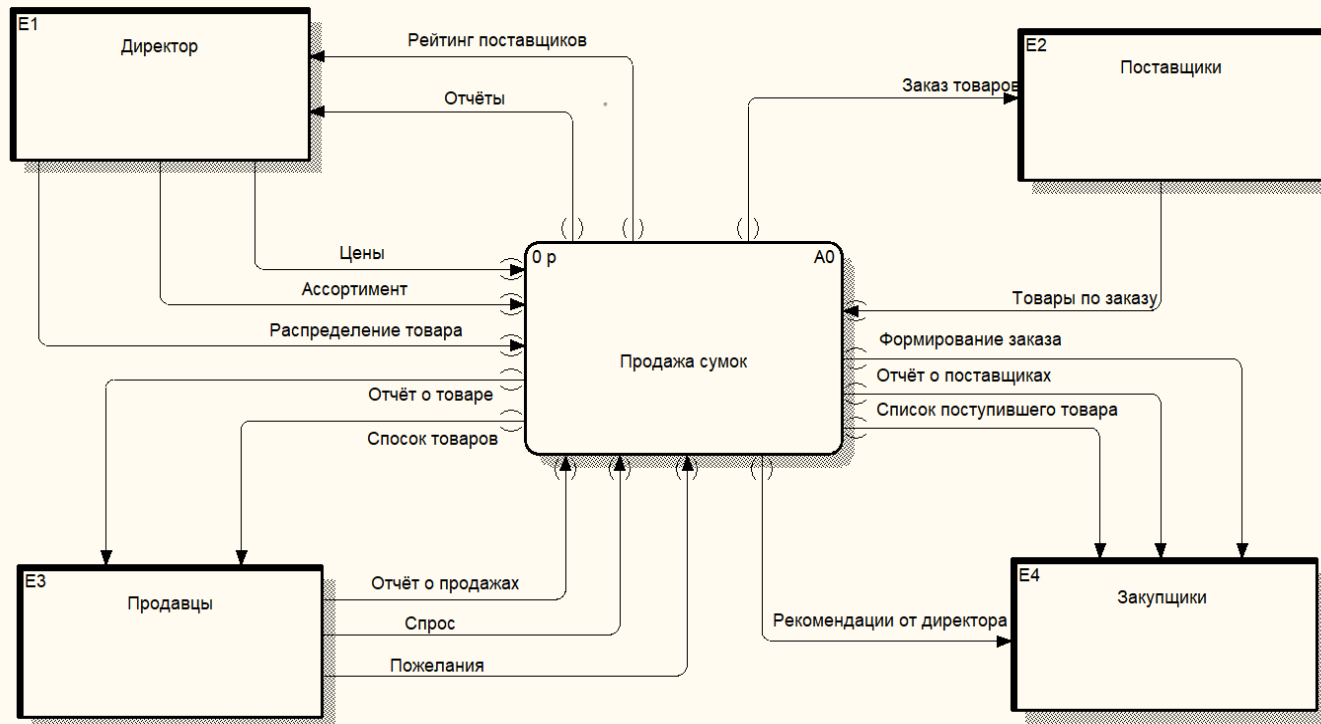 E1
Директор
Рейтинг поставщиков
Отчёты
E2
Поставщики
Заказ товаров
0 р
A0
Продажа сумок
Цены
Ассортимент
Распределение товара
Отчёт о товаре
Спосок товаров
Товары по заказу
Формирование заказа
Отчёт о поставщиках
Список поступившего товара
E3
Продавцы
Отчёт о продажах
Спрос
Пожелания
Рекомендации от директора
E4
Закупщики